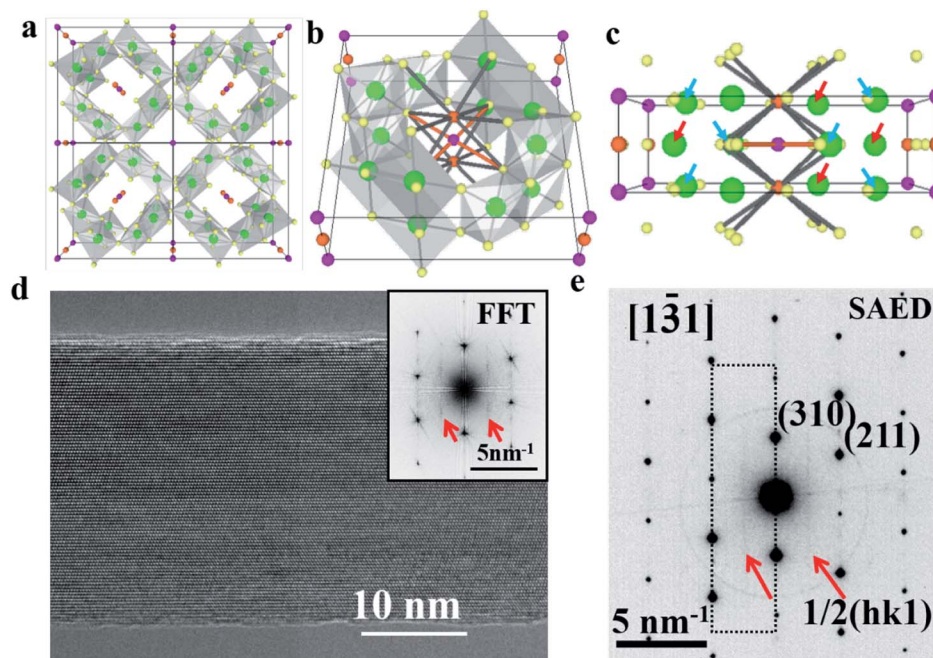 a
b
c
d
FFT
5nm⁻¹
10 nm
e
[13̄1]
SAED
(310)
(211)
1/2(hk1)
5 nm⁻¹